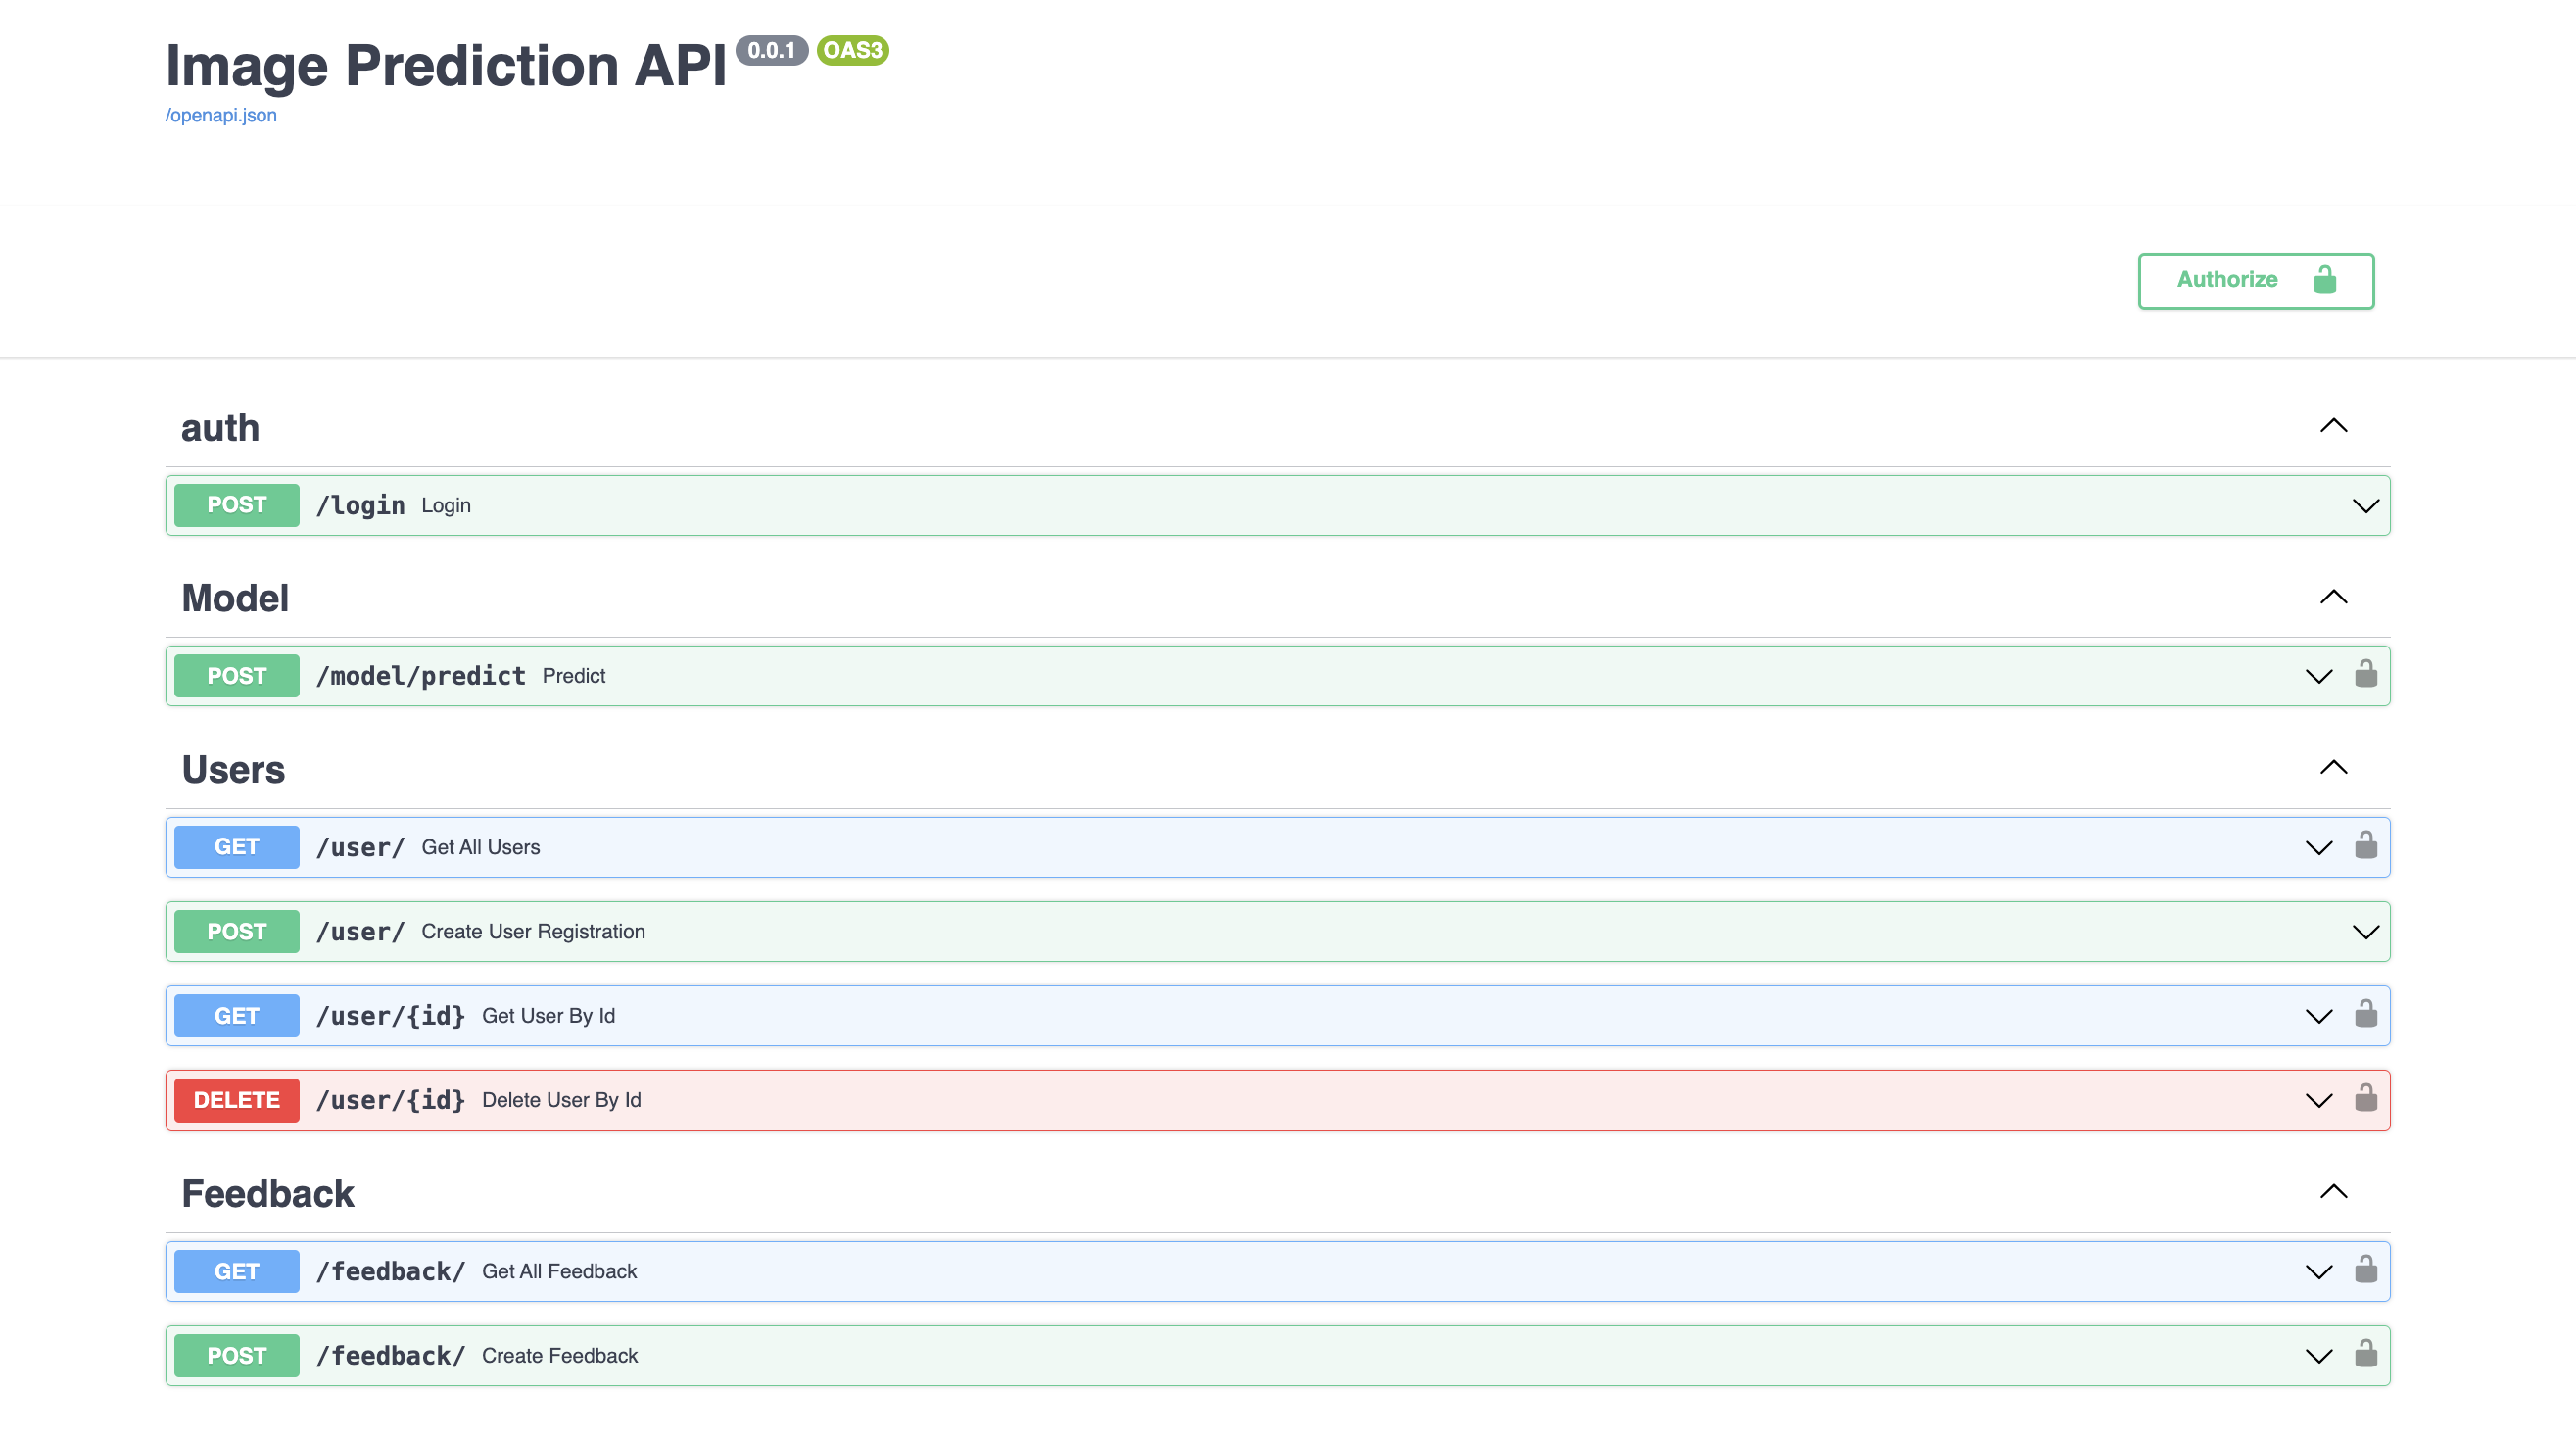 Image Prediction API 0.0.1 OAS3
/openapi.json
Authorize
auth
POST /login Login
Model
POST /model/predict Predict
Users
GET /user/ Get All Users
POST /user/ Create User Registration
GET /user/{id} Get User By Id
DELETE /user/{id} Delete User By Id
Feedback
GET /feedback/ Get All Feedback
POST /feedback/ Create Feedback